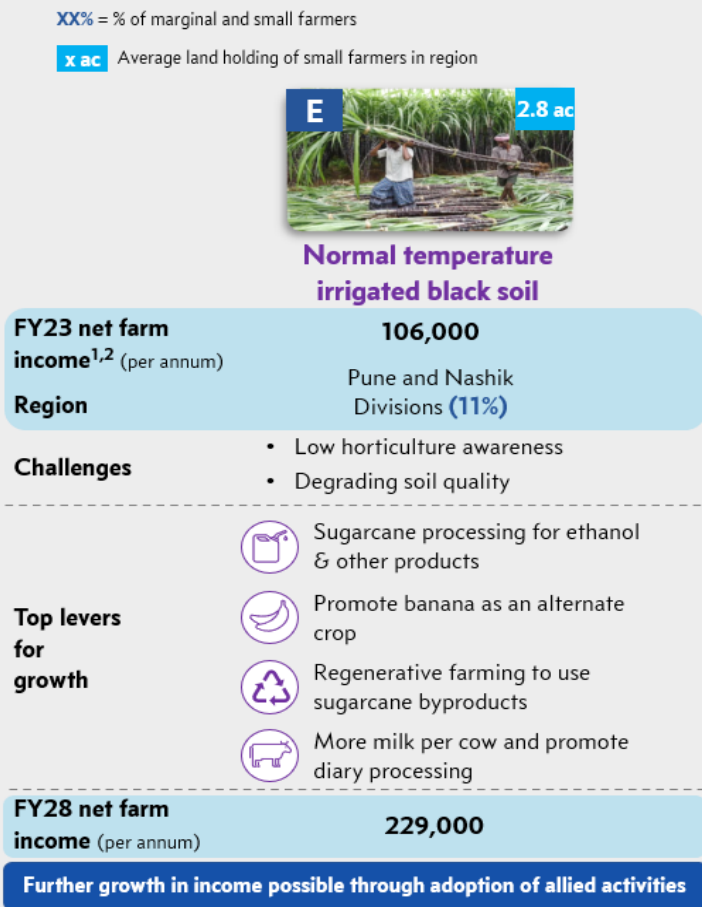 XX% = % of marginal and small farmers
x ac Average land holding of small farmers in region
E 2.8 ac
Normal temperature
irrigated black soil
FY23 net farm
income1,2 (per annum)
106,000
Region
Pune and Nashik
Divisions (11%)
Challenges
• Low horticulture awareness
• Degrading soil quality
Top levers
for
growth
Sugarcane processing for ethanol
& other products
Promote banana as an alternate
crop
Regenerative farming to use
sugarcane byproducts
More milk per cow and promote
diary processing
FY28 net farm
income (per annum)
229,000
Further growth in income possible through adoption of allied activities